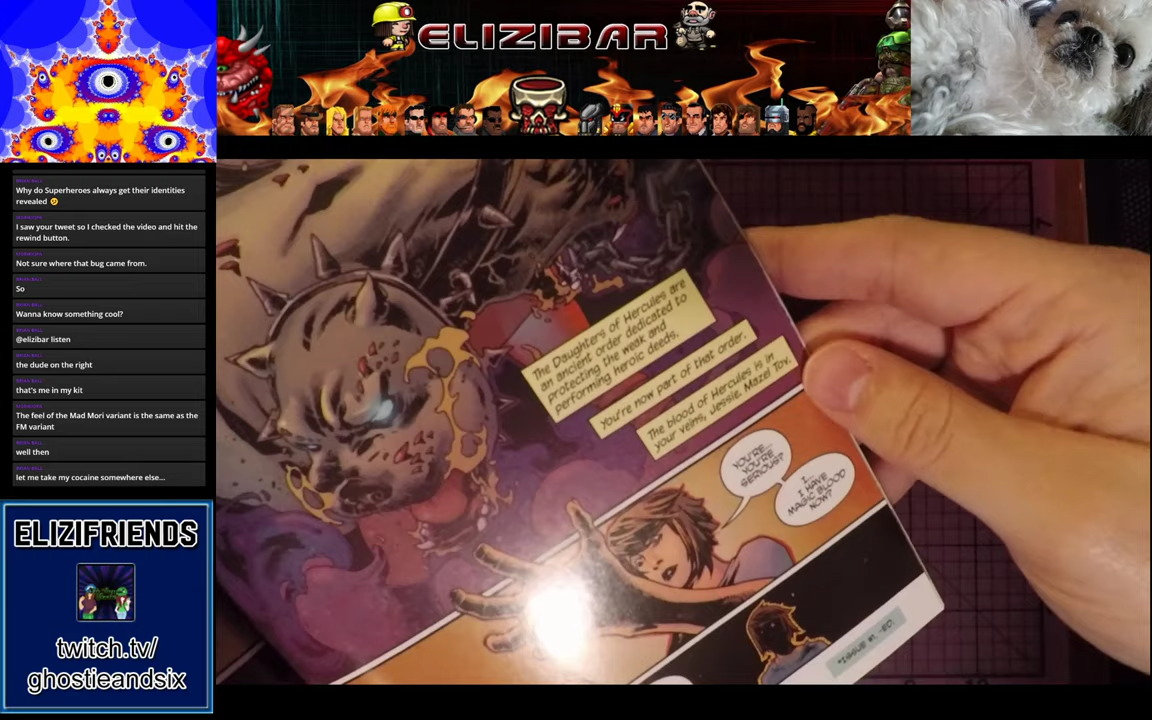 ELIZIBAR
Why do Superheroes always get their identities
revealed
I saw your tweet so I checked the video and hit the
rewind button.
Not sure where that bug came from.
So
Wanna know something cool?
@elizibar listen
the dude on the right
that's me in my kit
The feel of the Mad Mori variant is the same as the
FM variant
well then
let me take my cocaine somewhere else...
ELIZIFRIENDS
twitch.tv/
ghostieandsix
The Daughters of Hercules are
an ancient order dedicated to
protecting the weak and
performing heroic deeds.
You're now part of that order.
The blood of Hercules is in
your veins, Jessie. Mazel Tov.
YOU'RE...
YOU'RE
SERIOUS?
I...
I HAVE
MAGIC BLOOD
NOW?
*ISSUE #1. -ED.